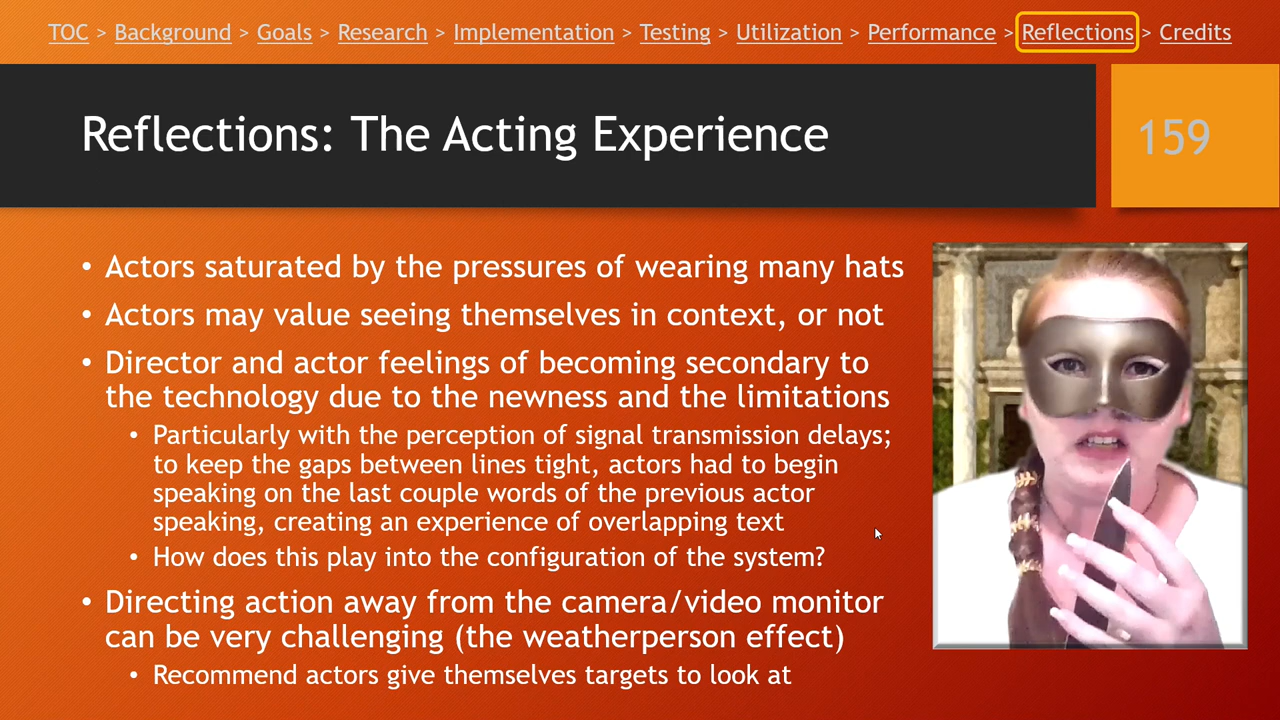 TOC > Background > Goals > Research > Implementation > Testing > Utilization > Performance > Reflections > Credits
Reflections: The Acting Experience
159
• Actors saturated by the pressures of wearing many hats
• Actors may value seeing themselves in context, or not
• Director and actor feelings of becoming secondary to
the technology due to the newness and the limitations
• Particularly with the perception of signal transmission delays;
to keep the gaps between lines tight, actors had to begin
speaking on the last couple words of the previous actor
speaking, creating an experience of overlapping text
• How does this play into the configuration of the system?
• Directing action away from the camera/video monitor
can be very challenging (the weatherperson effect)
• Recommend actors give themselves targets to look at